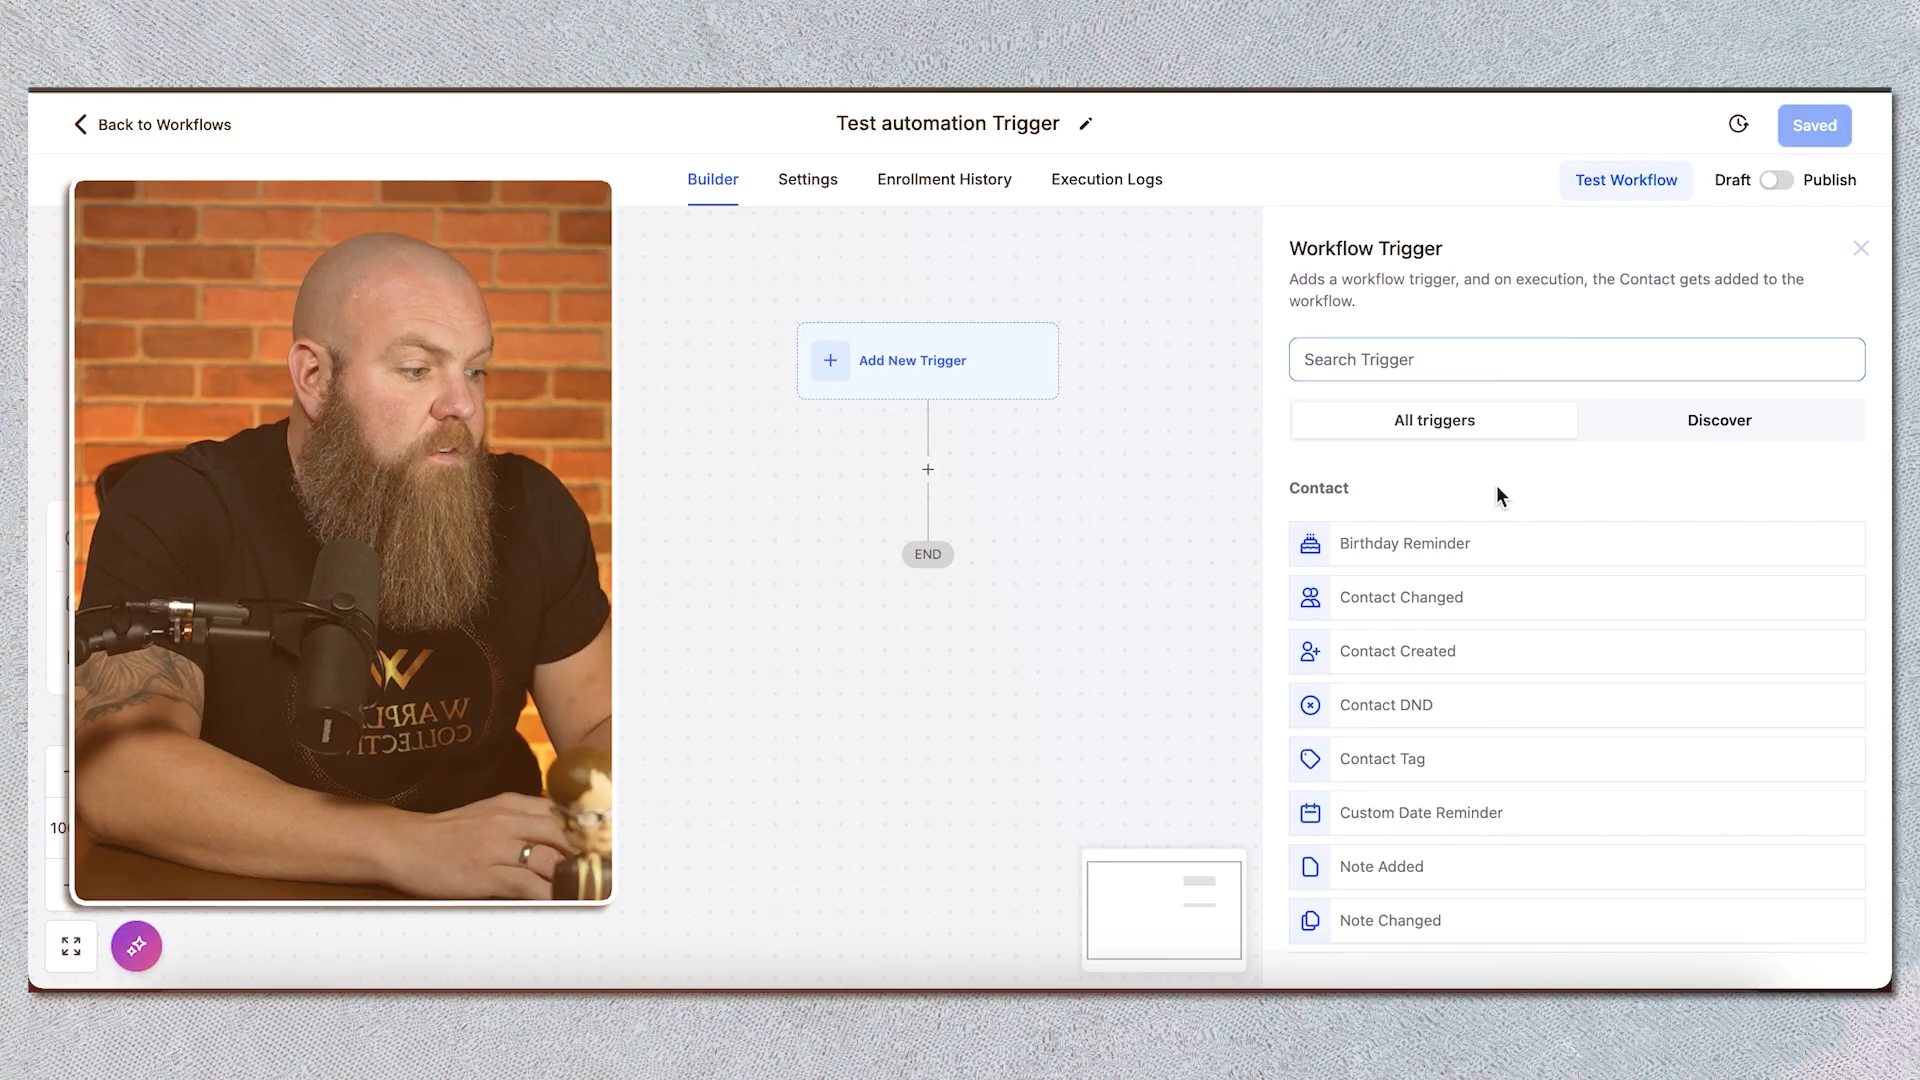 Back to Workflows
Test automation Trigger
Saved
Builder
Settings
Enrollment History
Execution Logs
Test Workflow
Draft
Publish
Workflow Trigger
Adds a workflow trigger, and on execution, the Contact gets added to the
workflow.
Search Trigger
All triggers
Discover
Add New Trigger
END
Contact
Birthday Reminder
Contact Changed
Contact Created
Contact DND
Contact Tag
Custom Date Reminder
Note Added
Note Changed